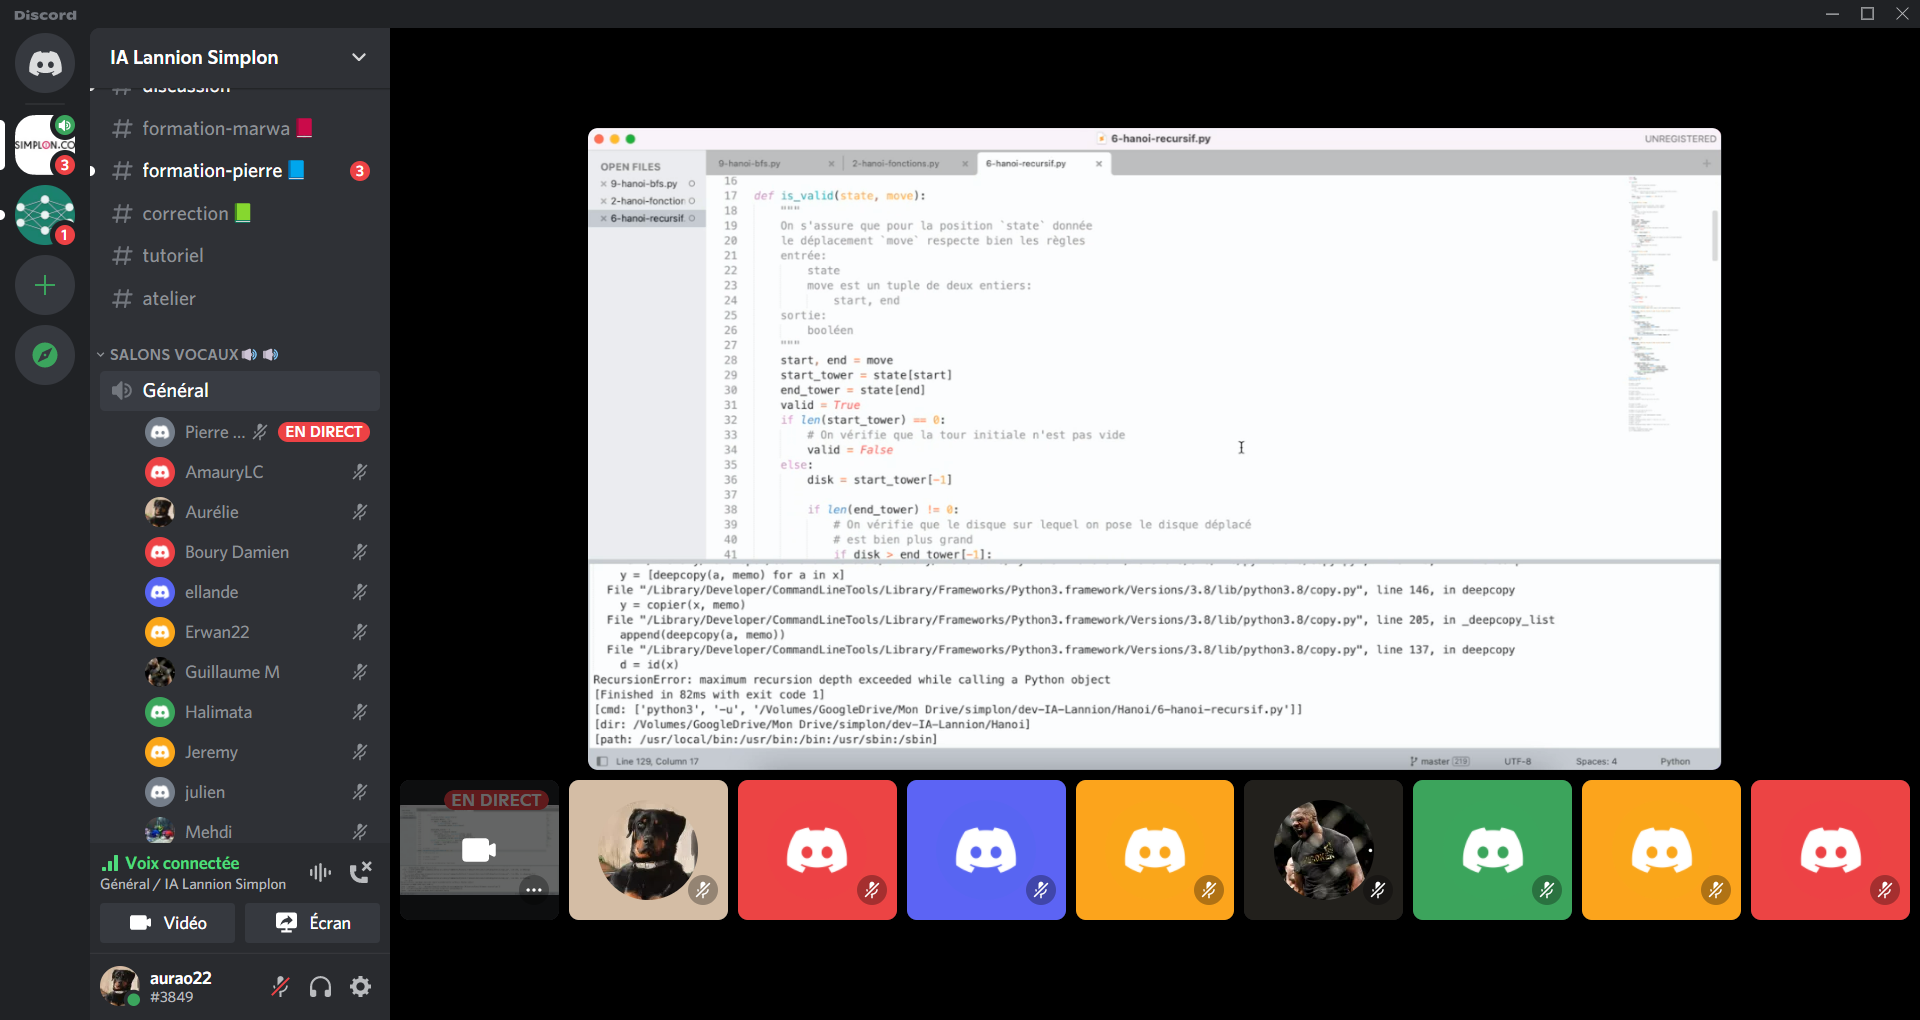 Discord
IA Lannion Simplon
discussion
formation-marwa
formation-pierre
3
correction
tutoriel
atelier
SALONS VOCAUX
Général
Pierre ...
EN DIRECT
AmauryLC
Aurélie
Boury Damien
ellande
Erwan22
Guillaume M
Halimata
Jeremy
julien
Mehdi
Voix connectée
Général / IA Lannion Simplon
Vidéo
Écran
aurao22
#3849
SIMPLON.CO
3
1
6-hanoi-recursif.py
UNREGISTERED
OPEN FILES
9-hanoi-bfs.py
2-hanoi-fonction
6-hanoi-recursif.
9-hanoi-bfs.py
2-hanoi-fonctions.py
6-hanoi-recursif.py
16
17 def is_valid(state, move):
18 """
19 On s'assure que pour la position `state` donnée
20 le déplacement `move` respecte bien les règles
21 entrée:
22 state
23 move est un tuple de deux entiers:
24 start, end
25 sortie:
26 booléen
27 """
28 start, end = move
29 start_tower = state[start]
30 end_tower = state[end]
31 valid = True
32 if len(start_tower) == 0:
33 # On vérifie que la tour initiale n'est pas vide
34 valid = False
35 else:
36 disk = start_tower[-1]
37
38 if len(end_tower) != 0:
39 # On vérifie que le disque sur lequel on pose le disque déplacé
40 # est bien plus grand
41 if disk > end_tower[-1]:
y = [deepcopy(a, memo) for a in x]
File "/Library/Developer/CommandLineTools/Library/Frameworks/Python3.framework/Versions/3.8/lib/python3.8/copy.py", line 146, in deepcopy
y = copier(x, memo)
File "/Library/Developer/CommandLineTools/Library/Frameworks/Python3.framework/Versions/3.8/lib/python3.8/copy.py", line 205, in _deepcopy_list
append(deepcopy(a, memo))
File "/Library/Developer/CommandLineTools/Library/Frameworks/Python3.framework/Versions/3.8/lib/python3.8/copy.py", line 137, in deepcopy
d = id(x)
RecursionError: maximum recursion depth exceeded while calling a Python object
[Finished in 82ms with exit code 1]
[cmd: ['python3', '-u', '/Volumes/GoogleDrive/Mon Drive/simplon/dev-IA-Lannion/Hanoi/6-hanoi-recursif.py']]
[dir: /Volumes/GoogleDrive/Mon Drive/simplon/dev-IA-Lannion/Hanoi]
[path: /usr/local/bin:/usr/bin:/bin:/usr/sbin:/sbin]
Line 129, Column 17
master 219
UTF-8
Spaces: 4
Python
EN DIRECT